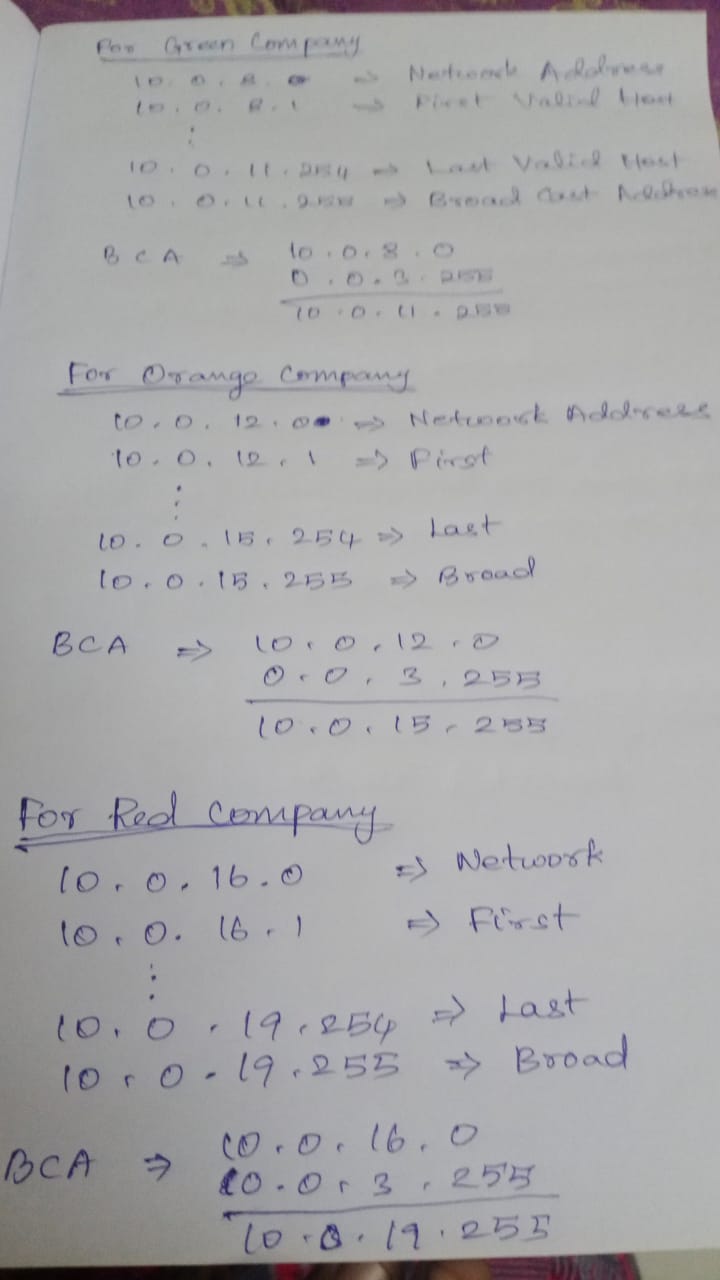 For Green Company
10.0.8.0 => Network Address
10.0.8.1 => First Valid Host
:
10.0.11.254 => Last Valid Host
10.0.11.255 => Broad Cast Address
BCA => 10.0.8.0
0.0.3.255
10.0.11.255
For Orange Company
10.0.12.0 => Network Address
10.0.12.1 => First
:
10.0.15.254 => Last
10.0.15.255 => Broad
BCA => 10.0.12.0
0.0.3.255
10.0.15.255
For Red Company
10.0.16.0 => Network
10.0.16.1 => First
:
10.0.19.254 => Last
10.0.19.255 => Broad
BCA => 10.0.16.0
10.0.3.255
10.0.19.255